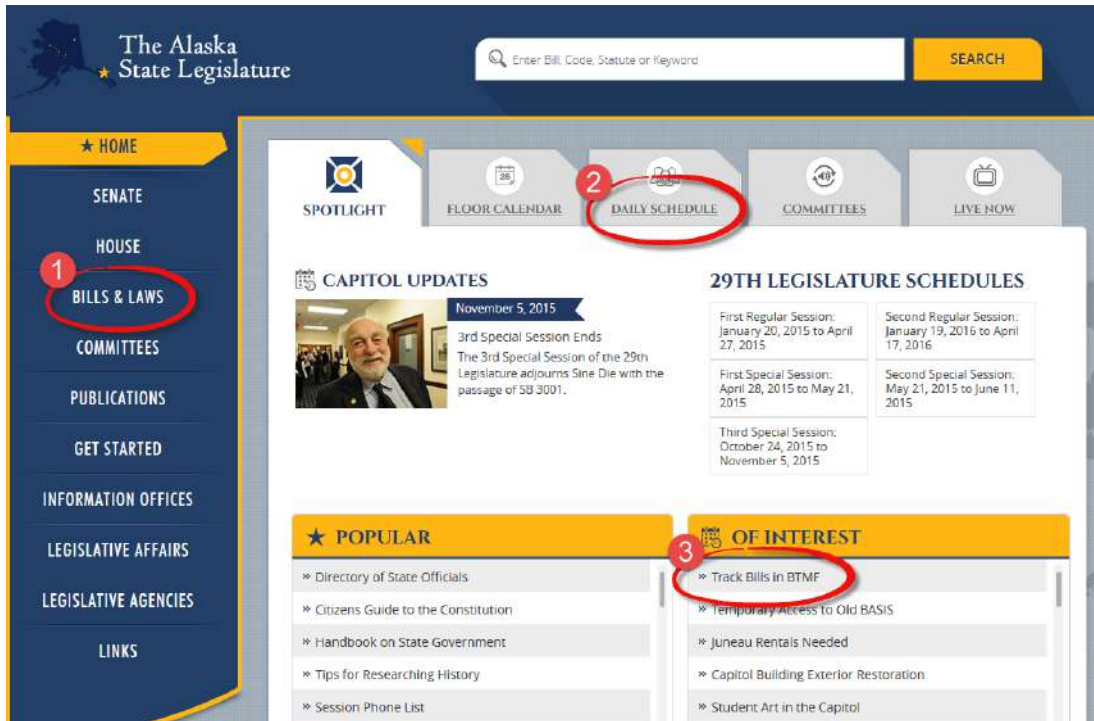 The Alaska
State Legislature
Enter Bill, Code, Statute or Keyword
SEARCH
HOME
SENATE
HOUSE
1
BILLS & LAWS
COMMITTEES
PUBLICATIONS
GET STARTED
INFORMATION OFFICES
LEGISLATIVE AFFAIRS
LEGISLATIVE AGENCIES
LINKS
SPOTLIGHT
28
FLOOR CALENDAR
2
DAILY SCHEDULE
COMMITTEES
LIVE NOW
CAPITOL UPDATES
November 5, 2015
3rd Special Session Ends
The 3rd Special Session of the 29th
Legislature adjourns Sine Die with the
passage of SB 3001.
29TH LEGISLATURE SCHEDULES
First Regular Session:
January 20, 2015 to April
27, 2015
Second Regular Session:
January 19, 2016 to April
17, 2016
First Special Session:
April 28, 2015 to May 21,
2015
Second Special Session:
May 21, 2015 to June 11,
2015
Third Special Session:
October 24, 2015 to
November 5, 2015
POPULAR
» Directory of State Officials
» Citizens Guide to the Constitution
» Handbook on State Government
» Tips for Researching History
» Session Phone List
3
OF INTEREST
» Track Bills in BTMF
» Temporary Access to Old BASIS
» Juneau Rentals Needed
» Capitol Building Exterior Restoration
» Student Art in the Capitol